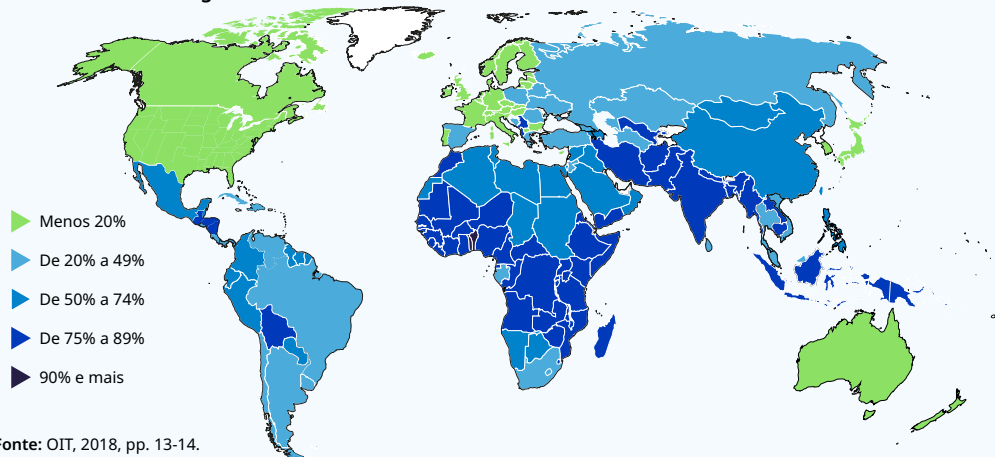 Menos 20%
De 20% a 49%
De 50% a 74%
De 75% a 89%
90% e mais
Fonte: OIT, 2018, pp. 13-14.